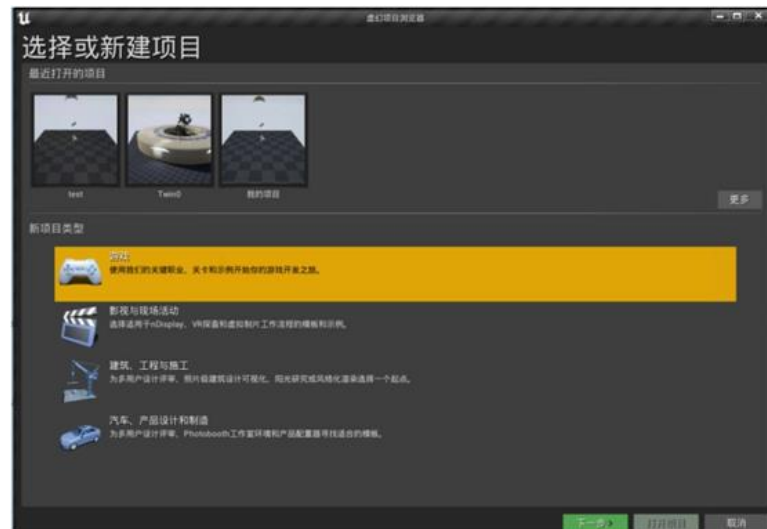 虚幻项目浏览器
选择或新建项目
最近打开的项目
test
Twin0
我的项目
更多
新项目类型
游戏
使用我们的关键职业、关卡和示例开始你的游戏开发之旅。
影视与现场活动
选择适用于nDisplay、VR探查和虚拟制片工作流程的模板和示例。
建筑、工程与施工
为多用户设计评审、照片级建筑设计可视化、阳光研究或风格化渲染选择一个起点。
汽车、产品设计和制造
为多用户设计评审、Photobooth工作室环境和产品配置器寻找适合的模板。
下一步
打开项目
取消